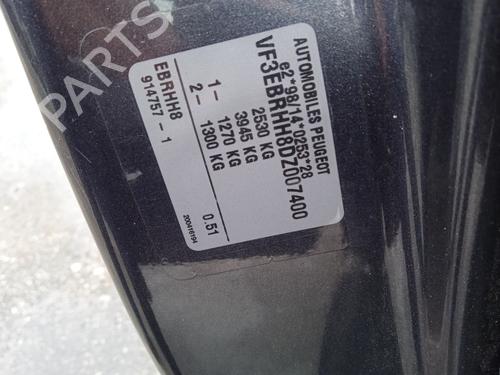 AUTOMOBILES PEUGEOT
e2*98/14*0253*28
VF3EBRHH8DZ007400
2530 KG
3945 KG
1- 1270 KG
2- 1300 KG
0.51
EBRHH8
914757 - 1
200416194
PARTS